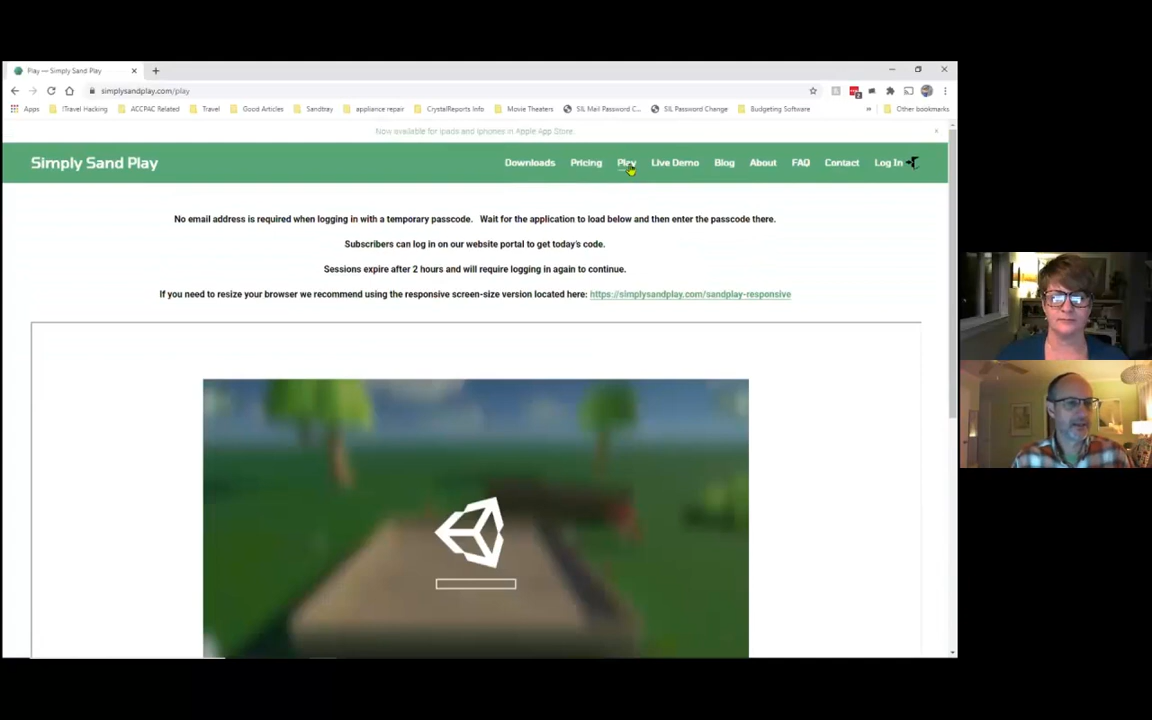 Play — Simply Sand Play
simplysandplay.com/play
Apps
!Travel Hacking
ACCPAC Related
Travel
Good Articles
Sandtray
appliance repair
CrystalReports Info
Movie Theaters
SIL Mail Password C...
SIL Password Change
Budgeting Software
»
Other bookmarks
Now available for ipads and iphones in Apple App Store.
Simply Sand Play
Downloads
Pricing
Play
Live Demo
Blog
About
FAQ
Contact
Log In
No email address is required when logging in with a temporary passcode. Wait for the application to load below and then enter the passcode there.
Subscribers can log in on our website portal to get today's code.
Sessions expire after 2 hours and will require logging in again to continue.
If you need to resize your browser we recommend using the responsive screen-size version located here: https://simplysandplay.com/sandplay-responsive